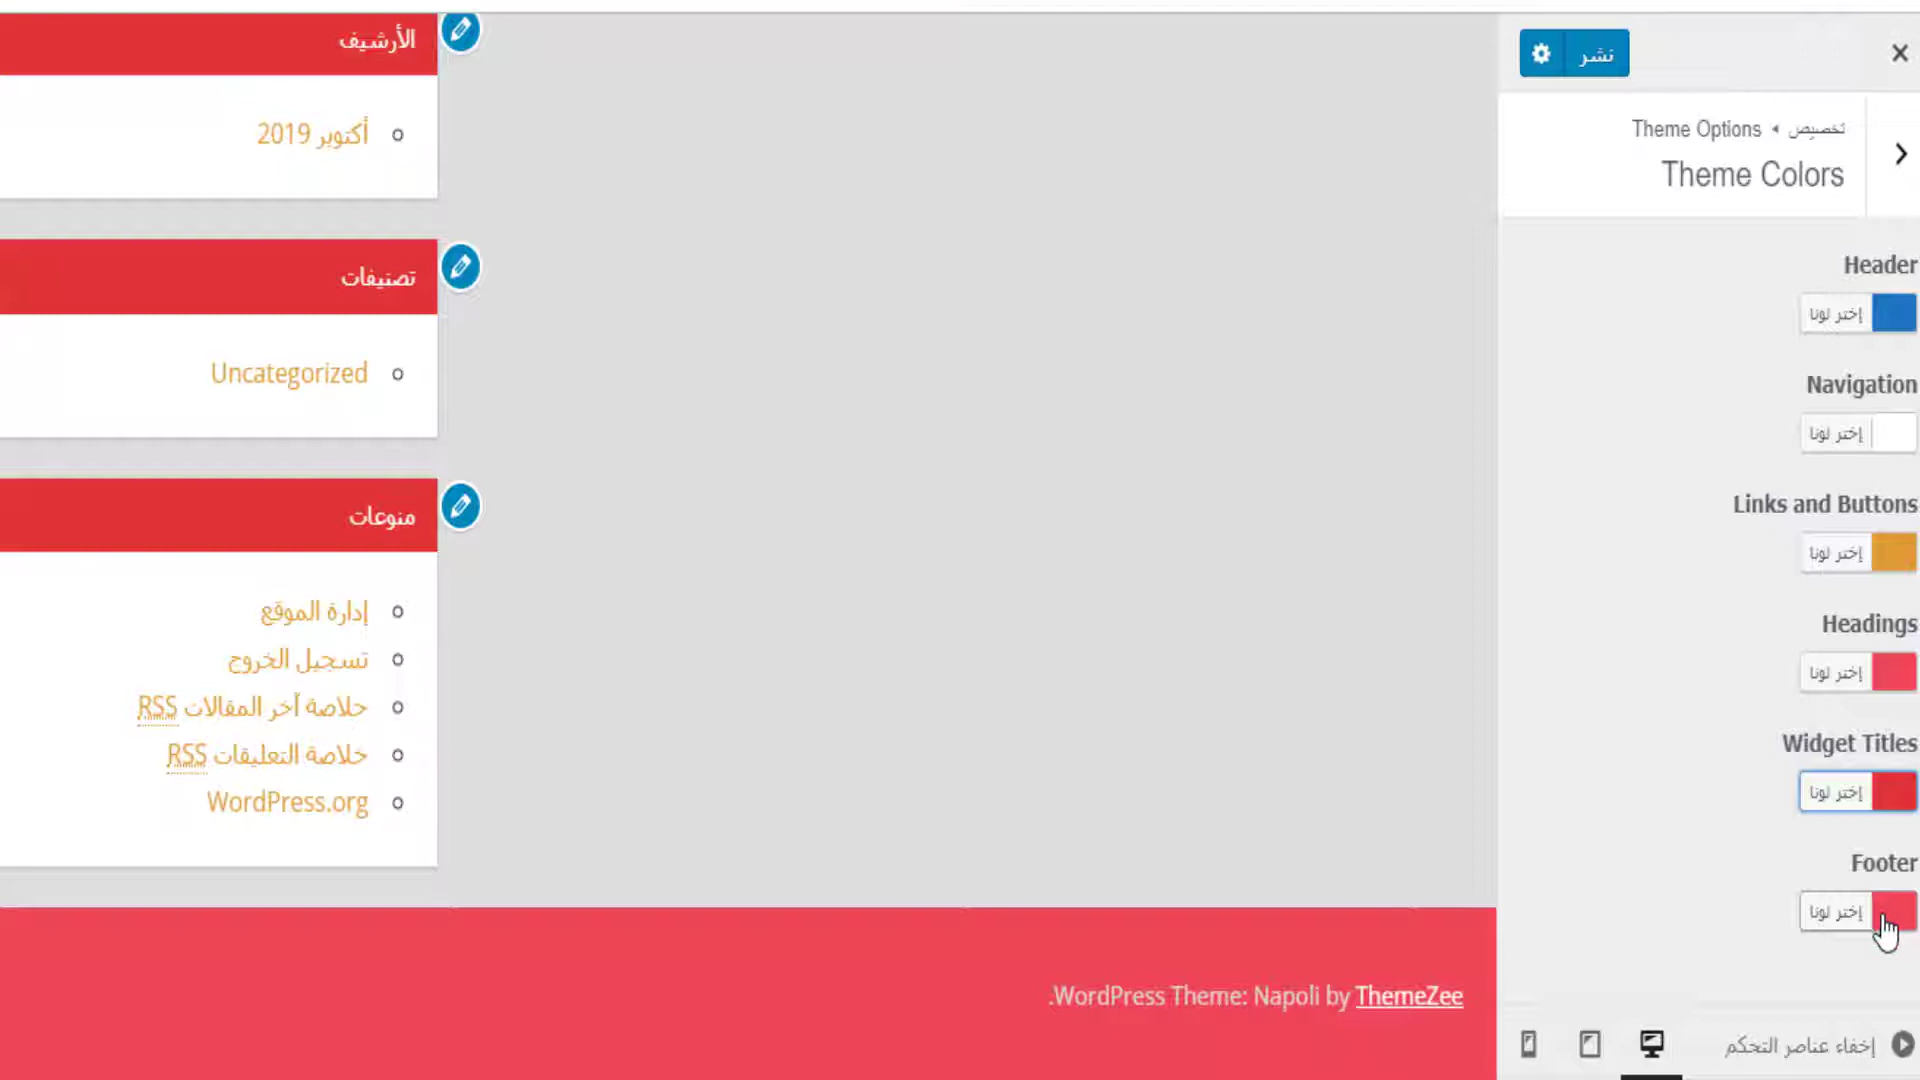 نشر
تخصيص ◂ Theme Options
Theme Colors
Header
إختر لونا
Navigation
إختر لونا
Links and Buttons
إختر لونا
Headings
إختر لونا
Widget Titles
إختر لونا
Footer
إختر لونا
إخفاء عناصر التحكم
الأرشيف
أكتوبر 2019
تصنيفات
Uncategorized
منوعات
إدارة الموقع
تسجيل الخروج
خلاصة آخر المقالات RSS
خلاصة التعليقات RSS
WordPress.org
.WordPress Theme: Napoli by ThemeZee